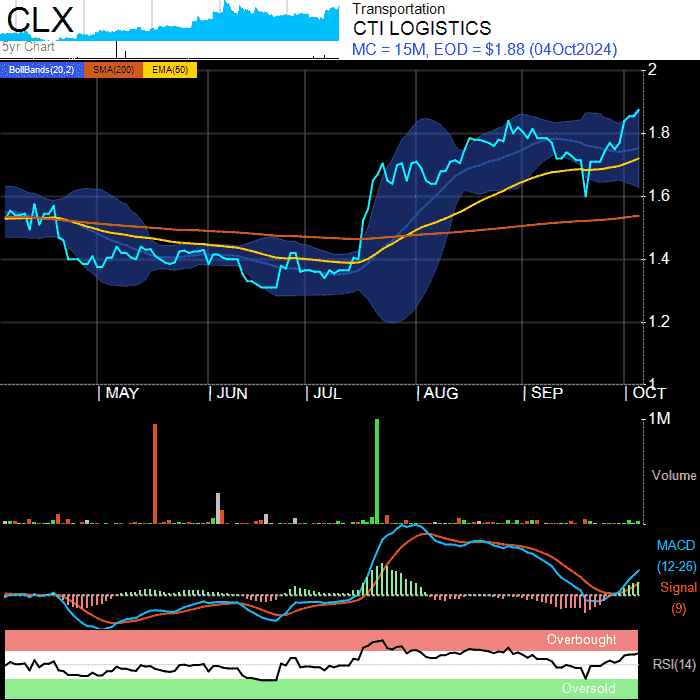 CLX
5yr Chart
Transportation
CTI LOGISTICS
MC = 15M, EOD = $1.88 (04Oct2024)
BollBands(20,2) SMA(200) EMA(50)
2
1.8
1.6
1.4
1.2
1
MAY JUN JUL AUG SEP OCT
1M
Volume
MACD
(12-26)
Signal
(9)
Overbought
RSI(14)
Oversold